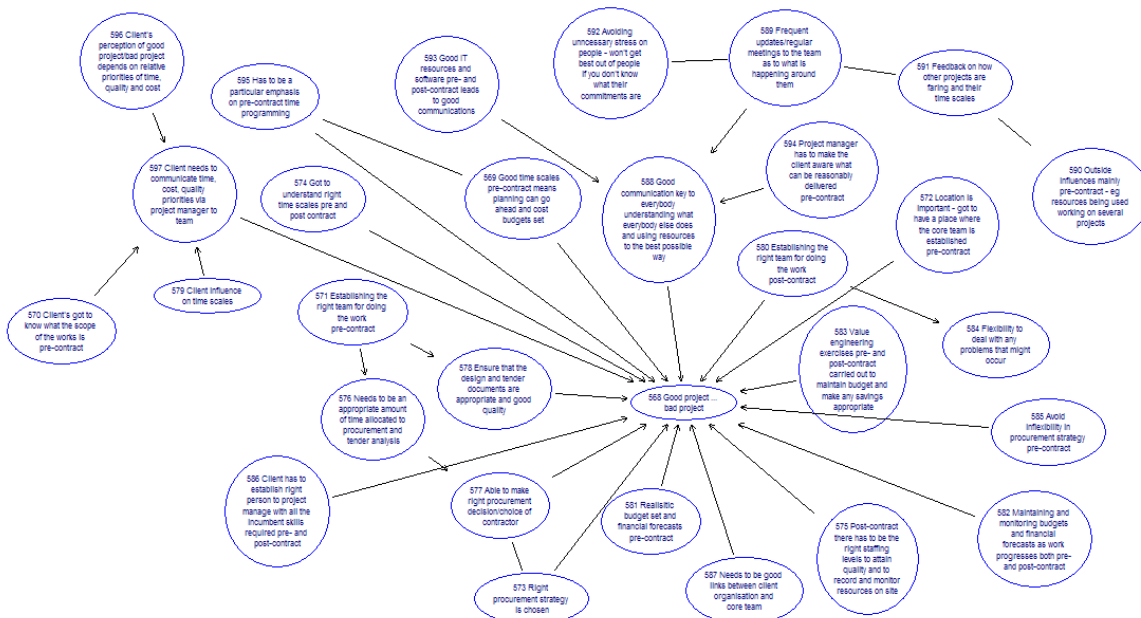 596 Client's
perception of good
project/bad project
depends on relative
priorities of time,
quality and cost
595 Has to be a
particular emphasis
on pre-contract time
programming
593 Good IT
resources and
software pre- and
post-contract leads
to good
communications
592 Avoiding
unncessary stress on
people - won't get
best out of people
if you don't know
what their
commitments are
589 Frequent
updates/regular
meetings to the team
as to what is
happening around
them
591 Feedback on how
other projects are
faring and their
time scales
597 Client needs to
communicate time,
cost, quality
priorities via
project manager to
team
574 Got to
understand right
time scales pre and
post contract
569 Good time scales
pre-contract means
planning can go
ahead and cost
budgets set
588 Good
communication key to
everybody
understanding what
everybody else does
and using resources
to the best possible
way
594 Project manager
has to make the
client aware what
can be reasonably
delivered
pre-contract
572 Location is
important - got to
have a place where
the core team is
established
pre-contract
590 Outside
influences mainly
pre-contract - eg
resources being used
working on several
projects
580 Establishing the
right team for doing
the work
post-contract
579 Client influence
on time scales
570 Client's got to
know what the scope
of the works is
pre-contract
571 Establishing the
right team for doing
the work
pre-contract
578 Ensure that the
design and tender
documents are
appropriate and good
quality
583 Value
engineering
exercises pre- and
post-contract
carried out to
maintain budget and
make any savings
appropriate
584 Flexibility to
deal with any
problems that might
occur
576 Needs to be an
appropriate amount
of time allocated to
procurement and
tender analysis
568 Good project ...
bad project
585 Avoid
inflexibility in
procurement strategy
pre-contract
586 Client has to
establish right
person to project
manage with all the
incumbent skills
required pre- and
post-contract
577 Able to make
right procurement
decision/choice of
contractor
581 Realisitic
budget set and
financial forecasts
pre-contract
575 Post-contract
there has to be the
right staffing
levels to attain
quality and to
record and monitor
resources on site
582 Maintaining and
monitoring budgets
and financial
forecasts as work
progresses both pre-
and post-contract
573 Right
procurement strategy
is chosen
587 Needs to be good
links between client
organisation and
core team